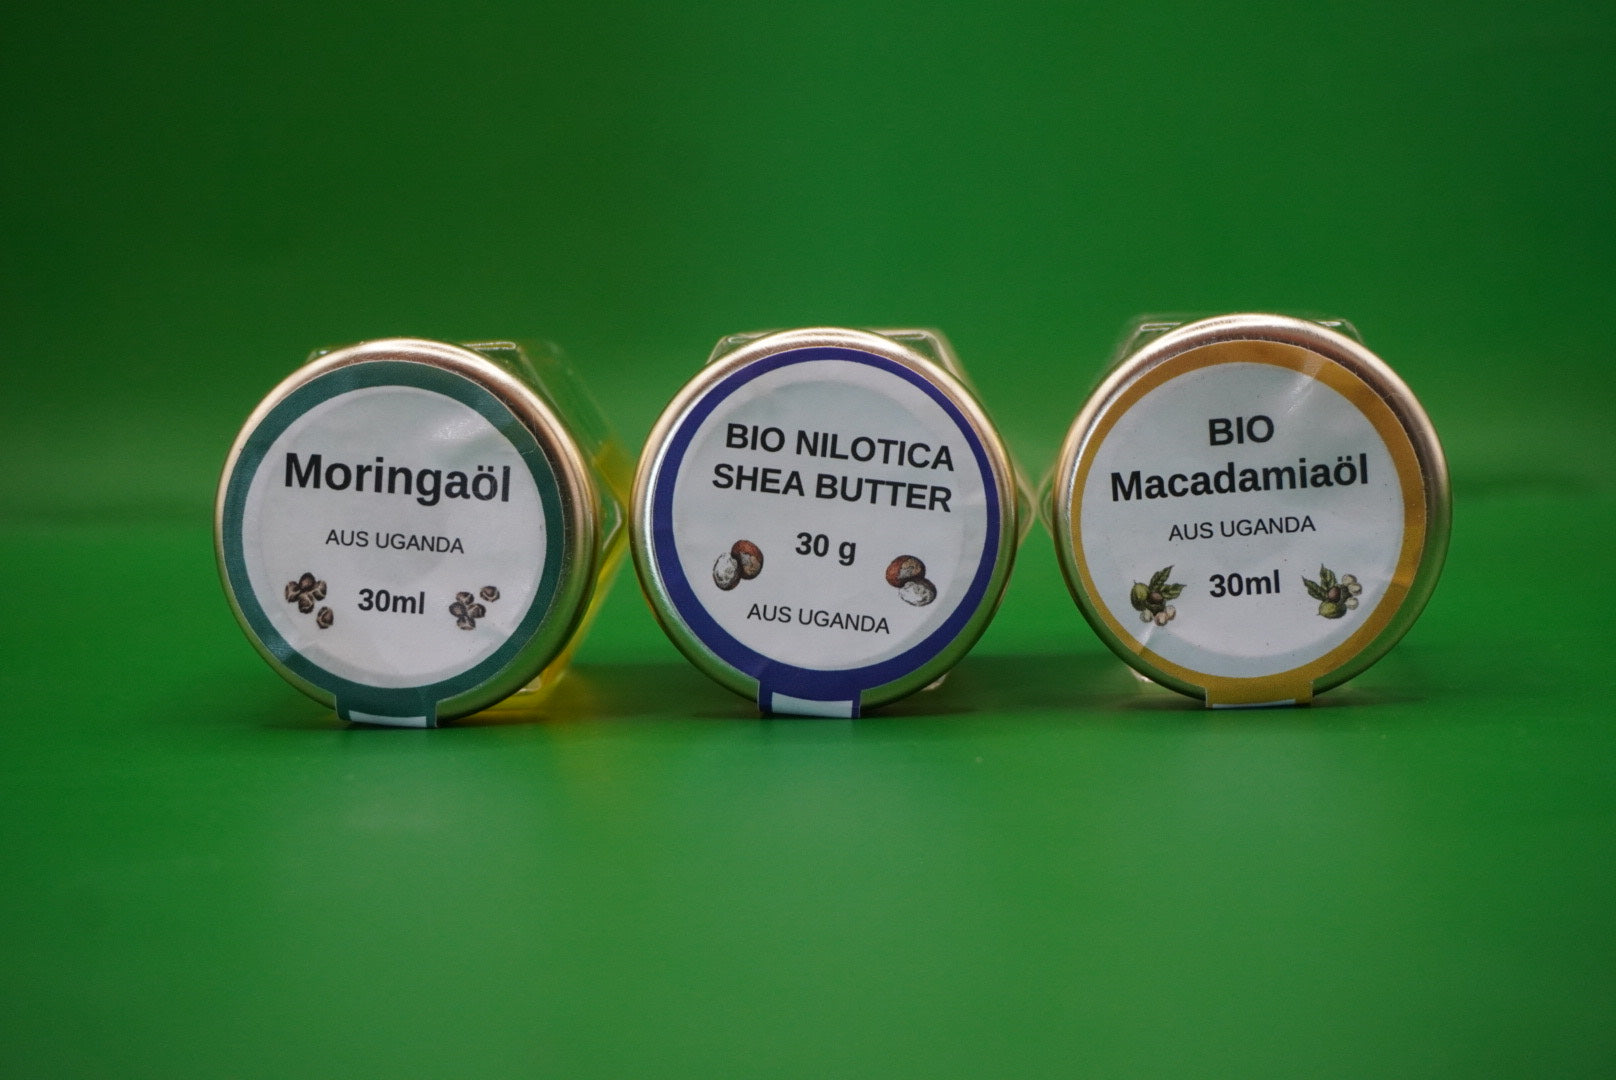 Moringaöl
AUS UGANDA
30ml
BIO NILOTICA
SHEA BUTTER
30 g
AUS UGANDA
BIO
Macadamiaöl
AUS UGANDA
30ml